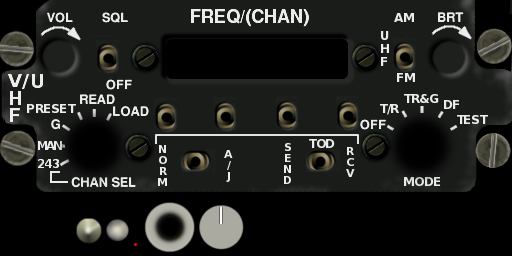 VOL SQL FREQ/(CHAN) AM BRT
UHF
OFF FM
V/U
HF
PRESET READ LOAD
G
MAN
243
CHAN SEL
NORM A/J SEND TOD RCV
OFF T/R TR&G DF TEST
MODE